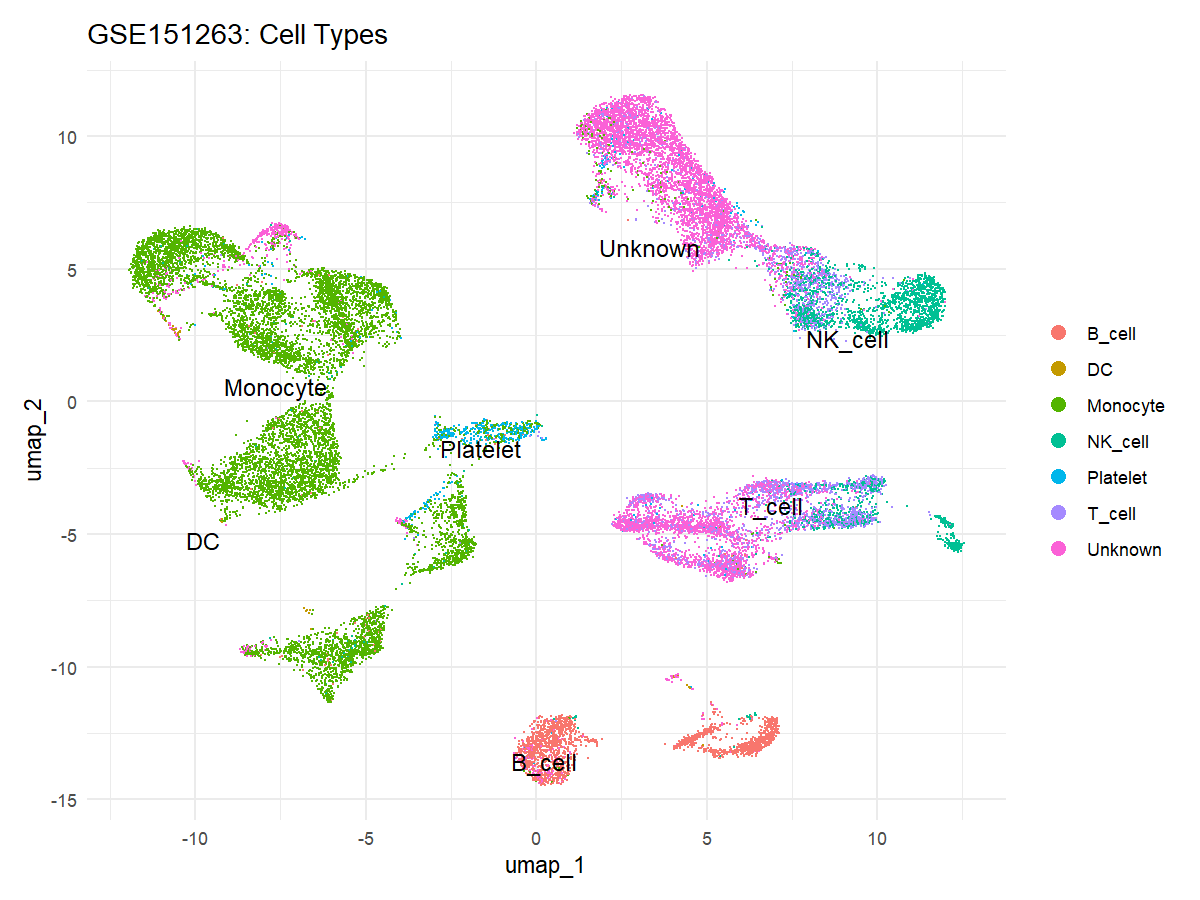 GSE151263: Cell Types
10
5
0
-5
-10
-15
umap_2
-10
-5
0
5
10
umap_1
Unknown
NK_cell
Monocyte
Platelet
T_cell
DC
B_cell
B_cell
DC
Monocyte
NK_cell
Platelet
T_cell
Unknown